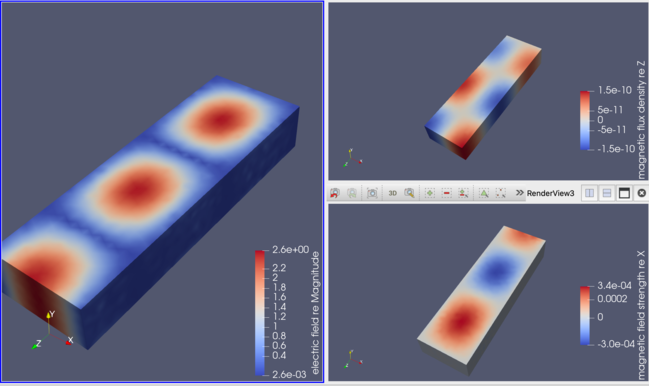 2.6e+00
2.2
2
1.8
1.6
1.4
1.2
1
0.8
0.6
0.4
2.6e-03
electric field re Magnitude
Y
Z
X
1.5e-10
5e-11
0
-5e-11
-1.5e-10
magnetic flux density re Z
3D
RenderView3
3.4e-04
0.0002
0
-3.0e-04
magnetic field strength re X